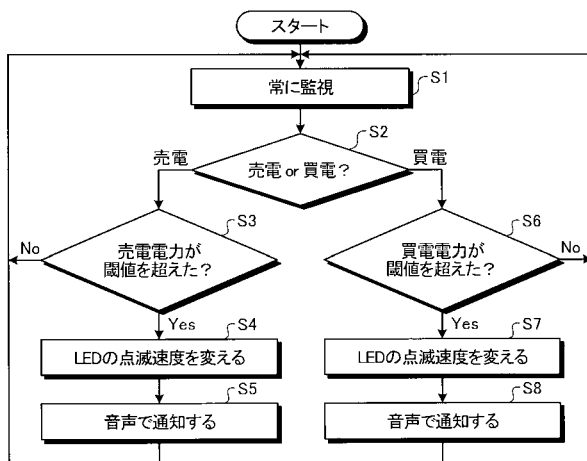 スタート
常に監視
S1
S2
売電
売電 or 買電？
買電
S3
売電電力が
閾値を超えた？
No
S6
買電電力が
閾値を超えた？
No
Yes
S4
LEDの点滅速度を変える
Yes
S7
LEDの点滅速度を変える
S5
音声で通知する
S8
音声で通知する